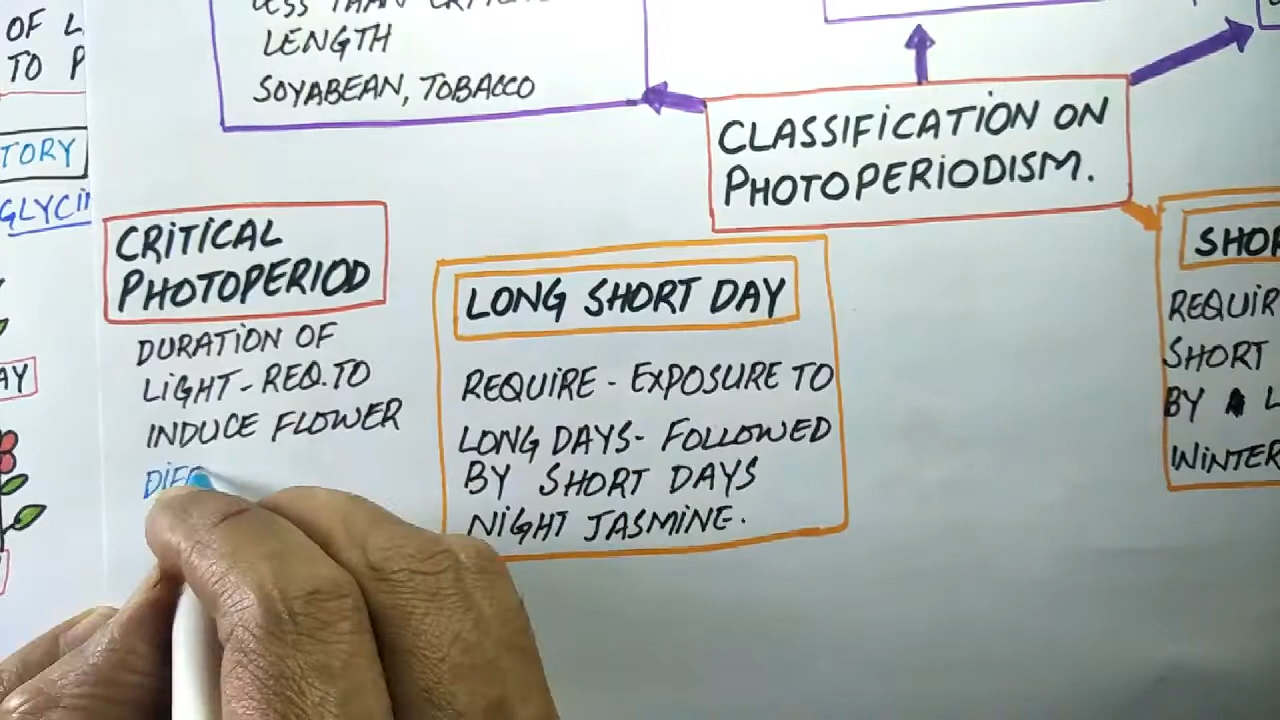 OF
TO
TORY
GLYCI
AY
LESS THAN
LENGTH
SOYABEAN, TOBACCO
CLASSIFICATION ON
PHOTOPERIODISM.
CRITICAL
PHOTOPERIOD
DURATION OF
LIGHT-REQ.TO
INDUCE FLOWER
LONG SHORT DAY
REQUIRE - EXPOSURE TO
LONG DAYS- FOLLOWED
BY SHORT DAYS
NIGHT JASMINE.
SHOR
REQUIR
SHORT
BY
WINTER